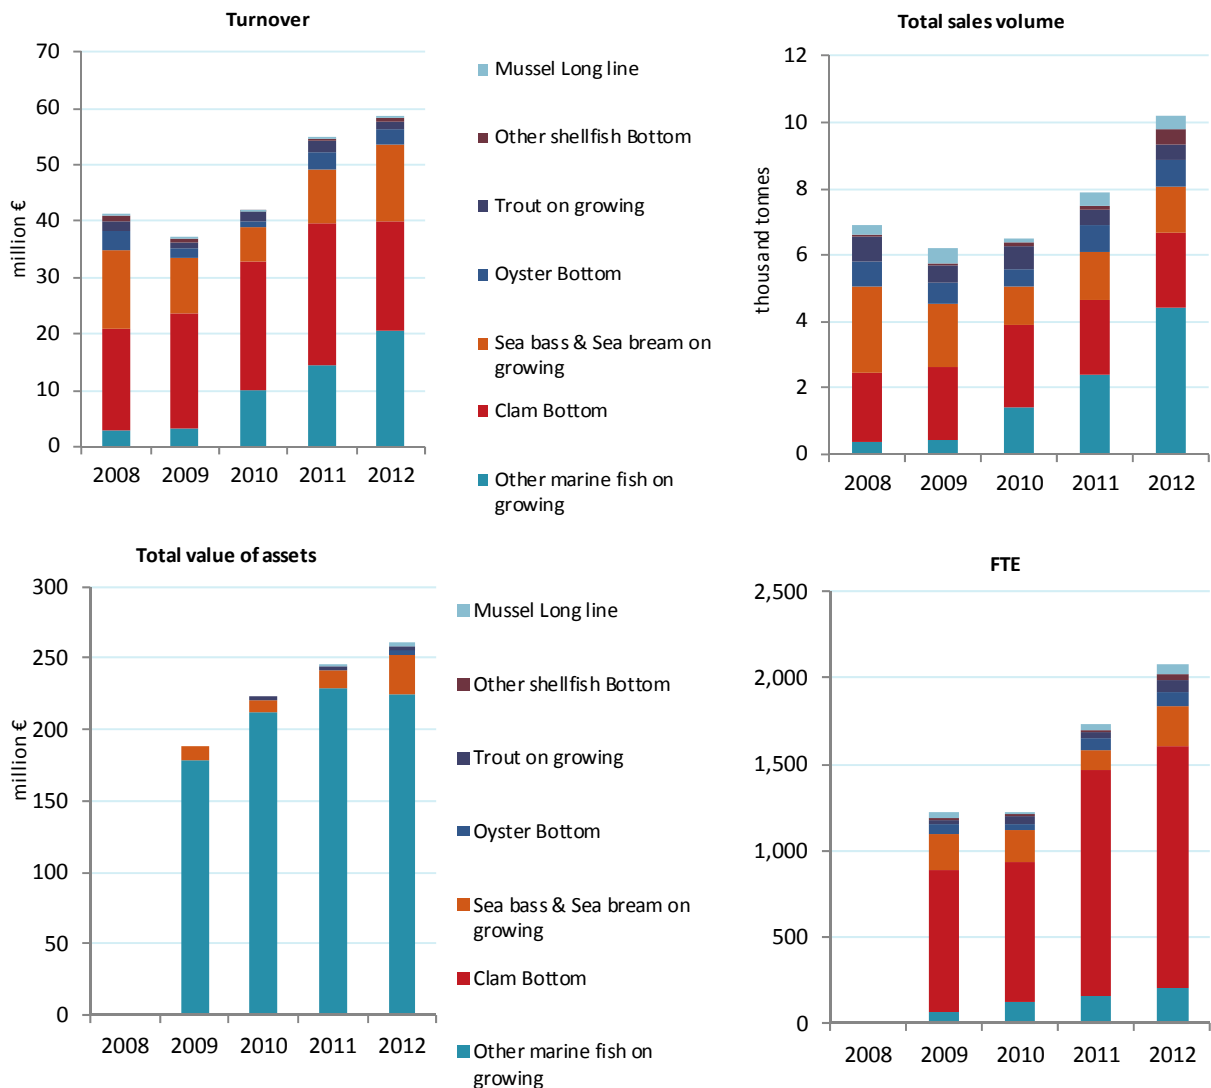 Turnover
70
60
50
40
30
20
10
0
million €
2008 2009 2010 2011 2012
Mussel Long line
Other shellfish Bottom
Trout on growing
Oyster Bottom
Sea bass & Sea bream on
growing
Clam Bottom
Other marine fish on
growing
Total sales volume
12
10
8
6
4
2
0
thousand tonnes
2008 2009 2010 2011 2012
Total value of assets
300
250
200
150
100
50
0
million €
2008 2009 2010 2011 2012
Mussel Long line
Other shellfish Bottom
Trout on growing
Oyster Bottom
Sea bass & Sea bream on
growing
Clam Bottom
Other marine fish on
growing
FTE
2,500
2,000
1,500
1,000
500
0
2008 2009 2010 2011 2012